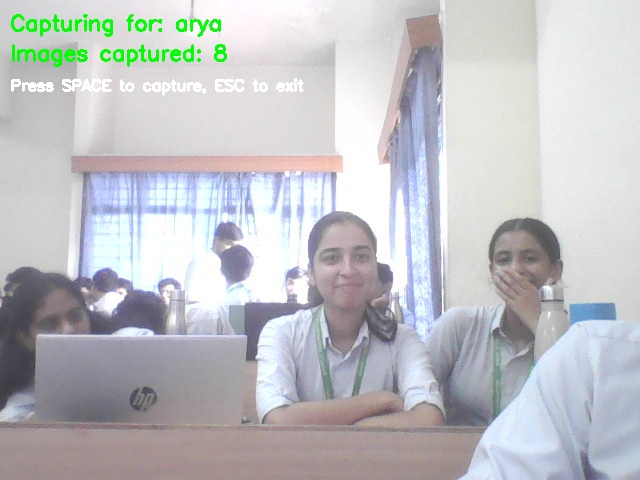 Capturing for: arya
Images captured: 8
Press SPACE to capture, ESC to exit
hp